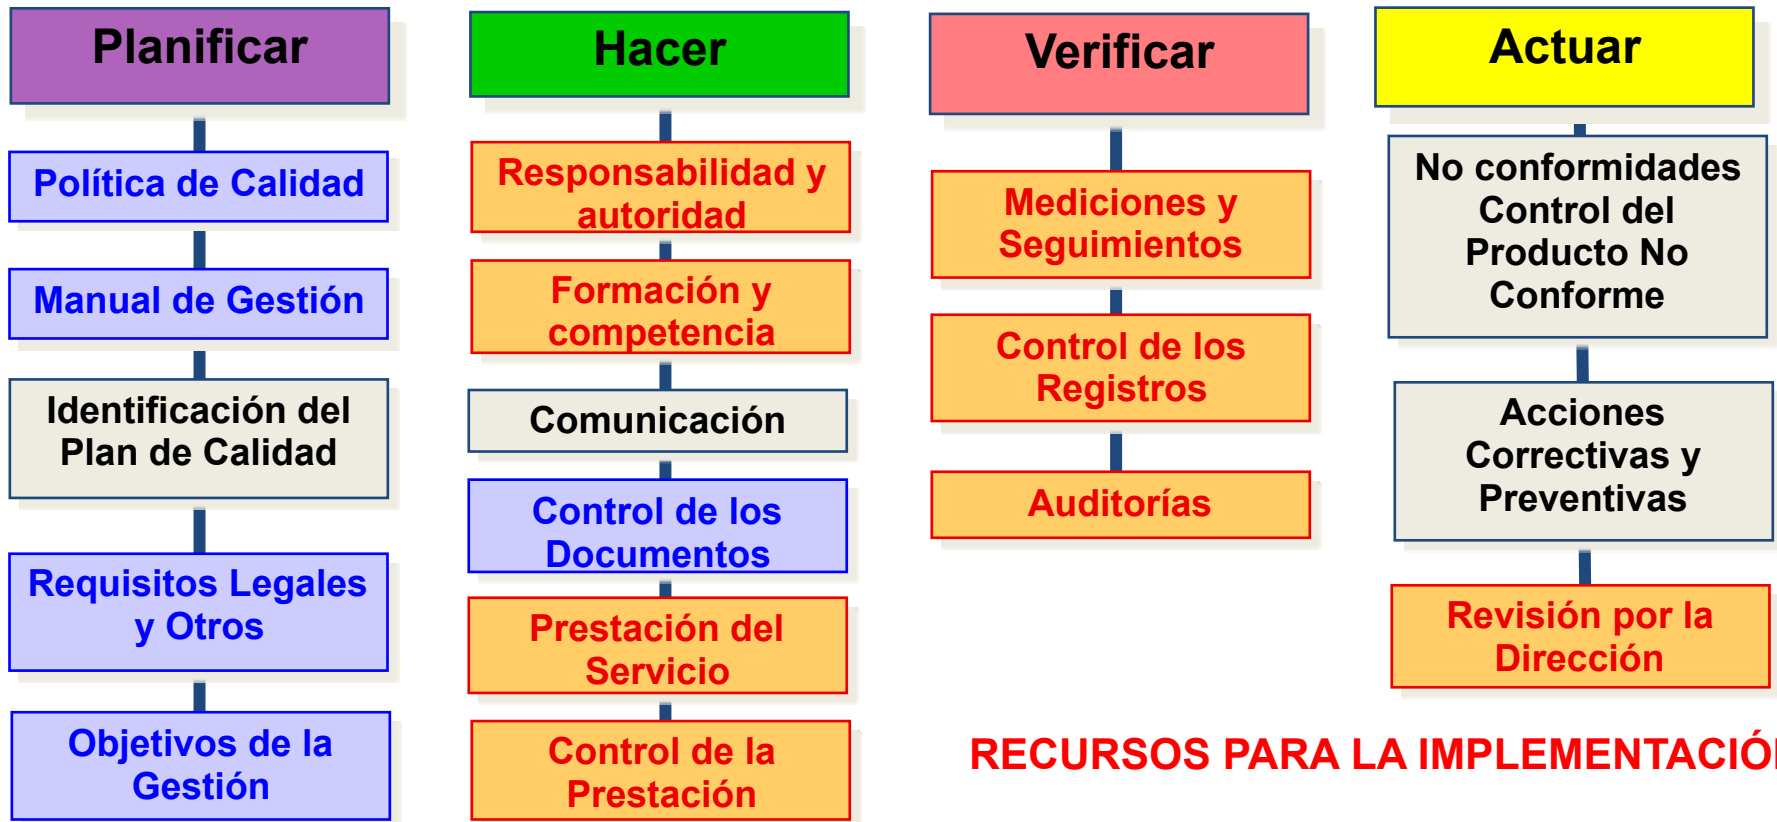 Planificar
Política de Calidad
Manual de Gestión
Identificación del
Plan de Calidad
Requisitos Legales
y Otros
Objetivos de la
Gestión
Hacer
Responsabilidad y
autoridad
Formación y
competencia
Comunicación
Control de los
Documentos
Prestación del
Servicio
Control de la
Prestación
Verificar
Mediciones y
Seguimientos
Control de los
Registros
Auditorías
Actuar
No conformidades
Control del
Producto No
Conforme
Acciones
Correctivas y
Preventivas
Revisión por la
Dirección
RECURSOS PARA LA IMPLEMENTACIÓN